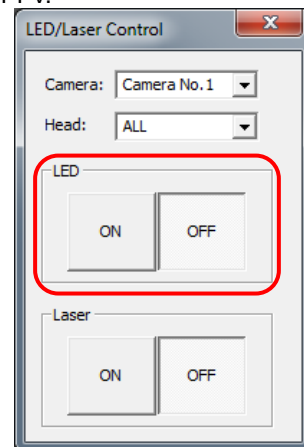 LED/Laser Control
Camera: Camera No.1
Head: ALL
LED
ON OFF
Laser
ON OFF